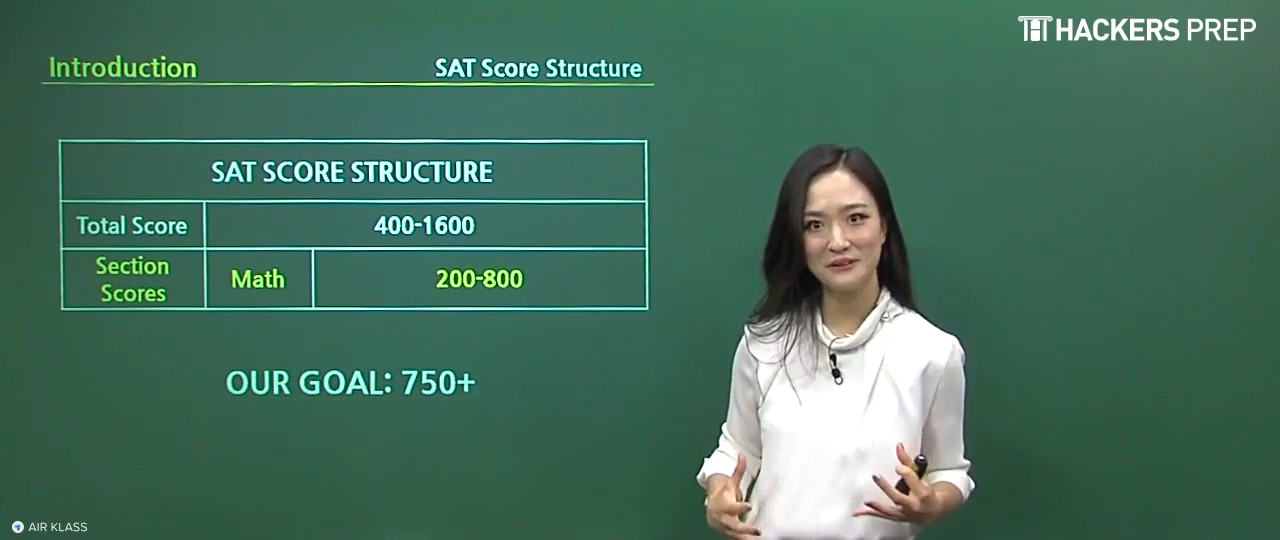 HACKERS PREP
Introduction
SAT Score Structure
SAT SCORE STRUCTURE
Total Score
400-1600
Section
Scores
Math
200-800
OUR GOAL: 750+
AIR KLASS